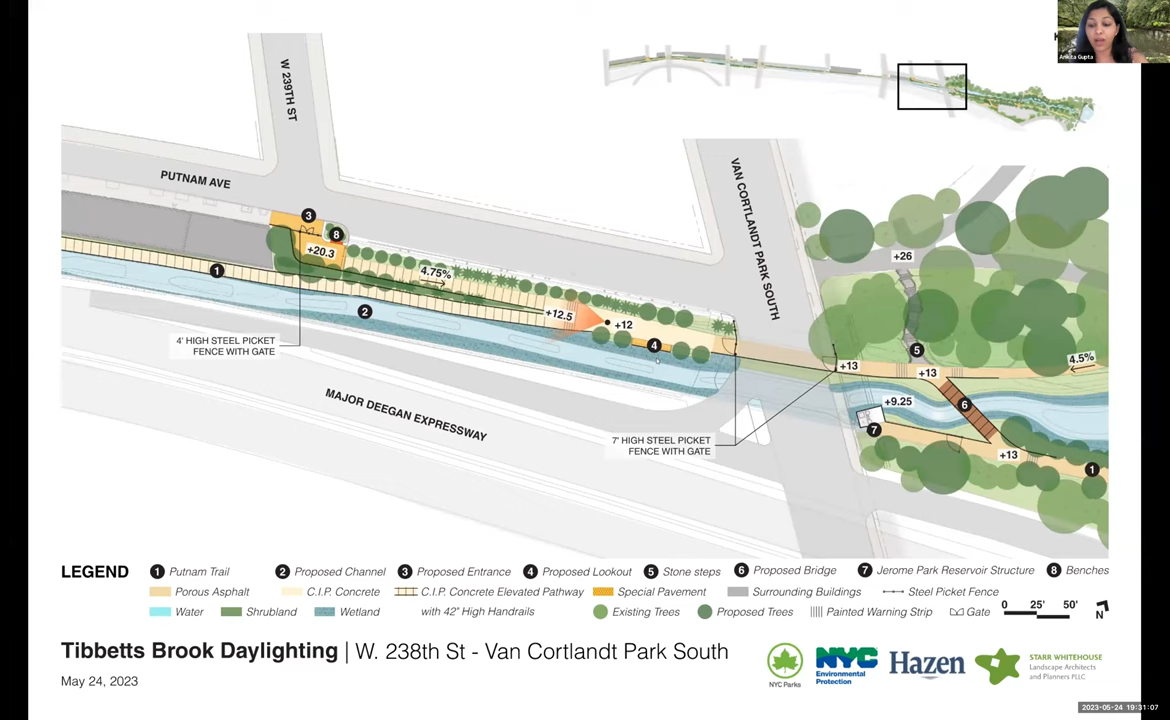 Ankita Gupta
W 239TH ST
PUTNAM AVE
VAN CORTLANDT PARK SOUTH
3
8
+20.3
+26
1
4.75%
2
+12.5
+12
4
5
4.5%
4' HIGH STEEL PICKET
FENCE WITH GATE
+13
+13
+9.25
6
7
MAJOR DEEGAN EXPRESSWAY
7' HIGH STEEL PICKET
FENCE WITH GATE
+13
1
LEGEND
1 Putnam Trail 2 Proposed Channel 3 Proposed Entrance 4 Proposed Lookout 5 Stone steps 6 Proposed Bridge 7 Jerome Park Reservoir Structure 8 Benches
Porous Asphalt C.I.P. Concrete C.I.P. Concrete Elevated Pathway Special Pavement Surrounding Buildings Steel Picket Fence
Water Shrubland Wetland with 42" High Handrails Existing Trees Proposed Trees Painted Warning Strip Gate
0 25' 50' N
Tibbetts Brook Daylighting | W. 238th St - Van Cortlandt Park South
May 24, 2023
NYC Parks
NYC
Environmental
Protection
Hazen
STARR WHITEHOUSE
Landscape Architects
and Planners PLLC
2023-05-24 19:31:07